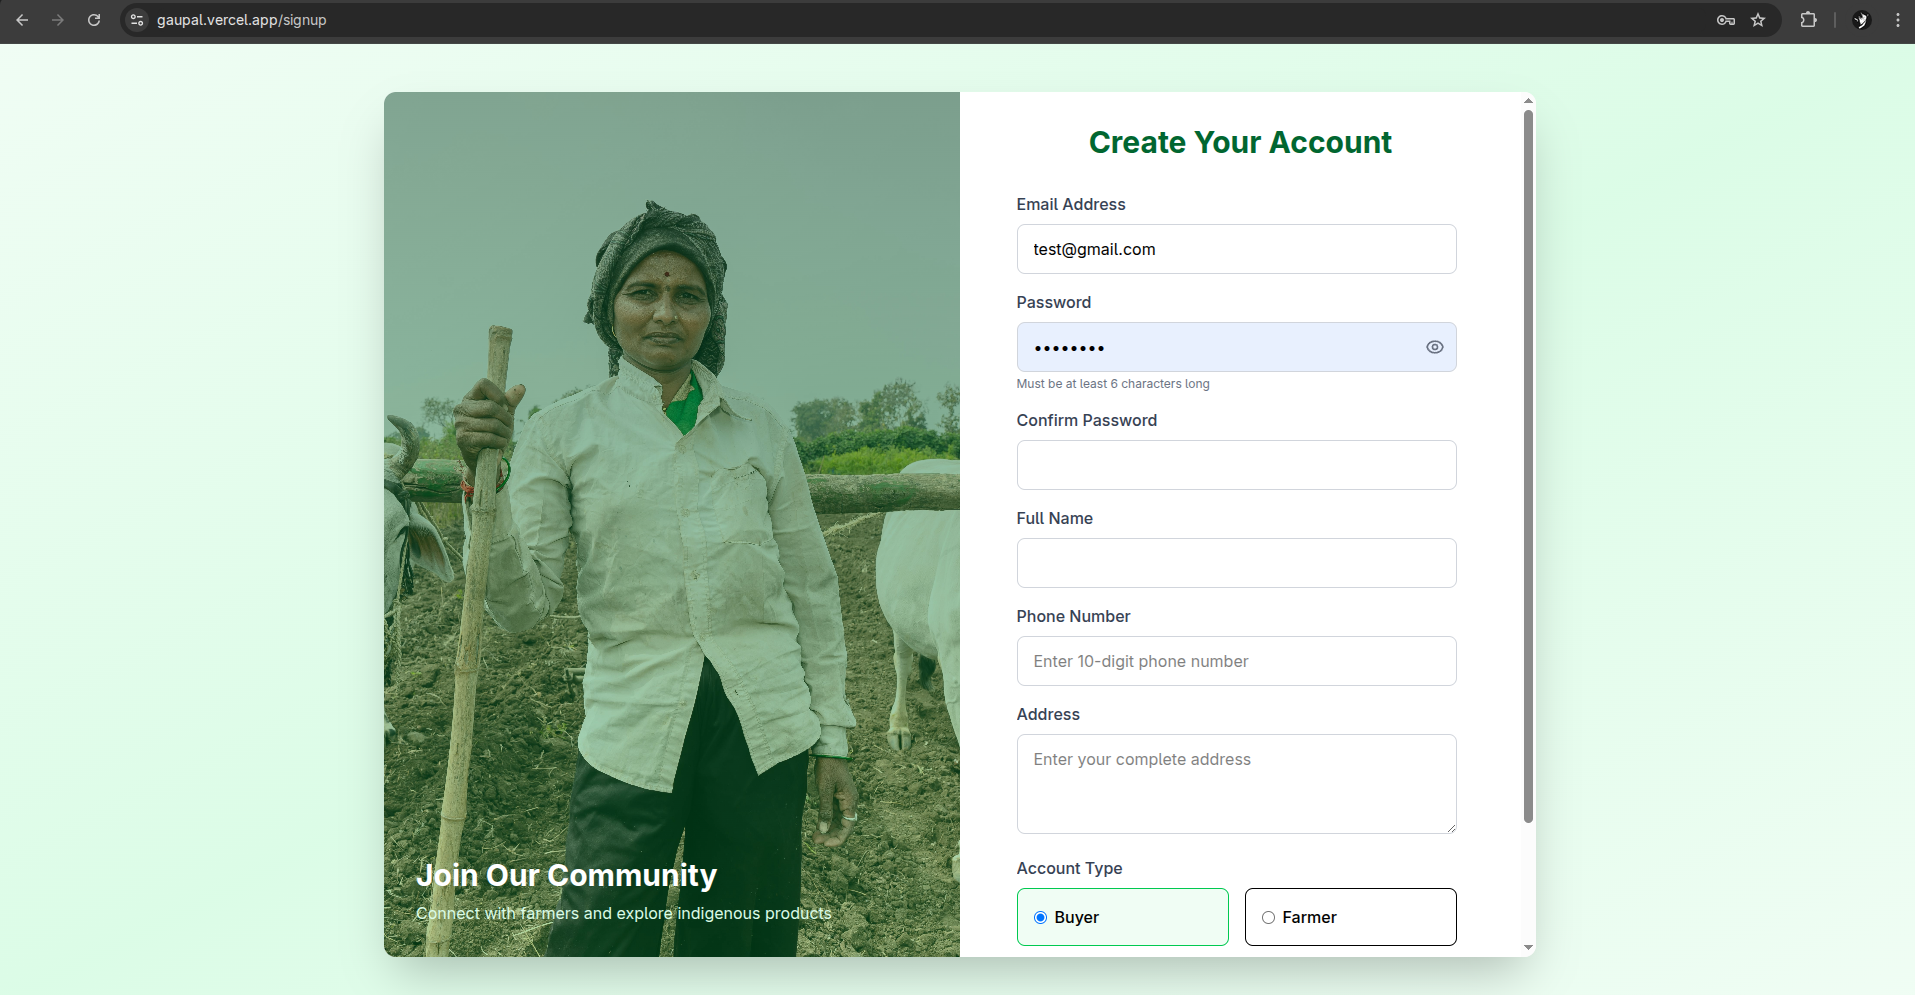 gaupal.vercel.app/signup
Create Your Account
Email Address
test@gmail.com
Password
••••••••
Must be at least 6 characters long
Confirm Password
Full Name
Phone Number
Enter 10-digit phone number
Address
Enter your complete address
Account Type
Buyer
Farmer
Join Our Community
Connect with farmers and explore indigenous products